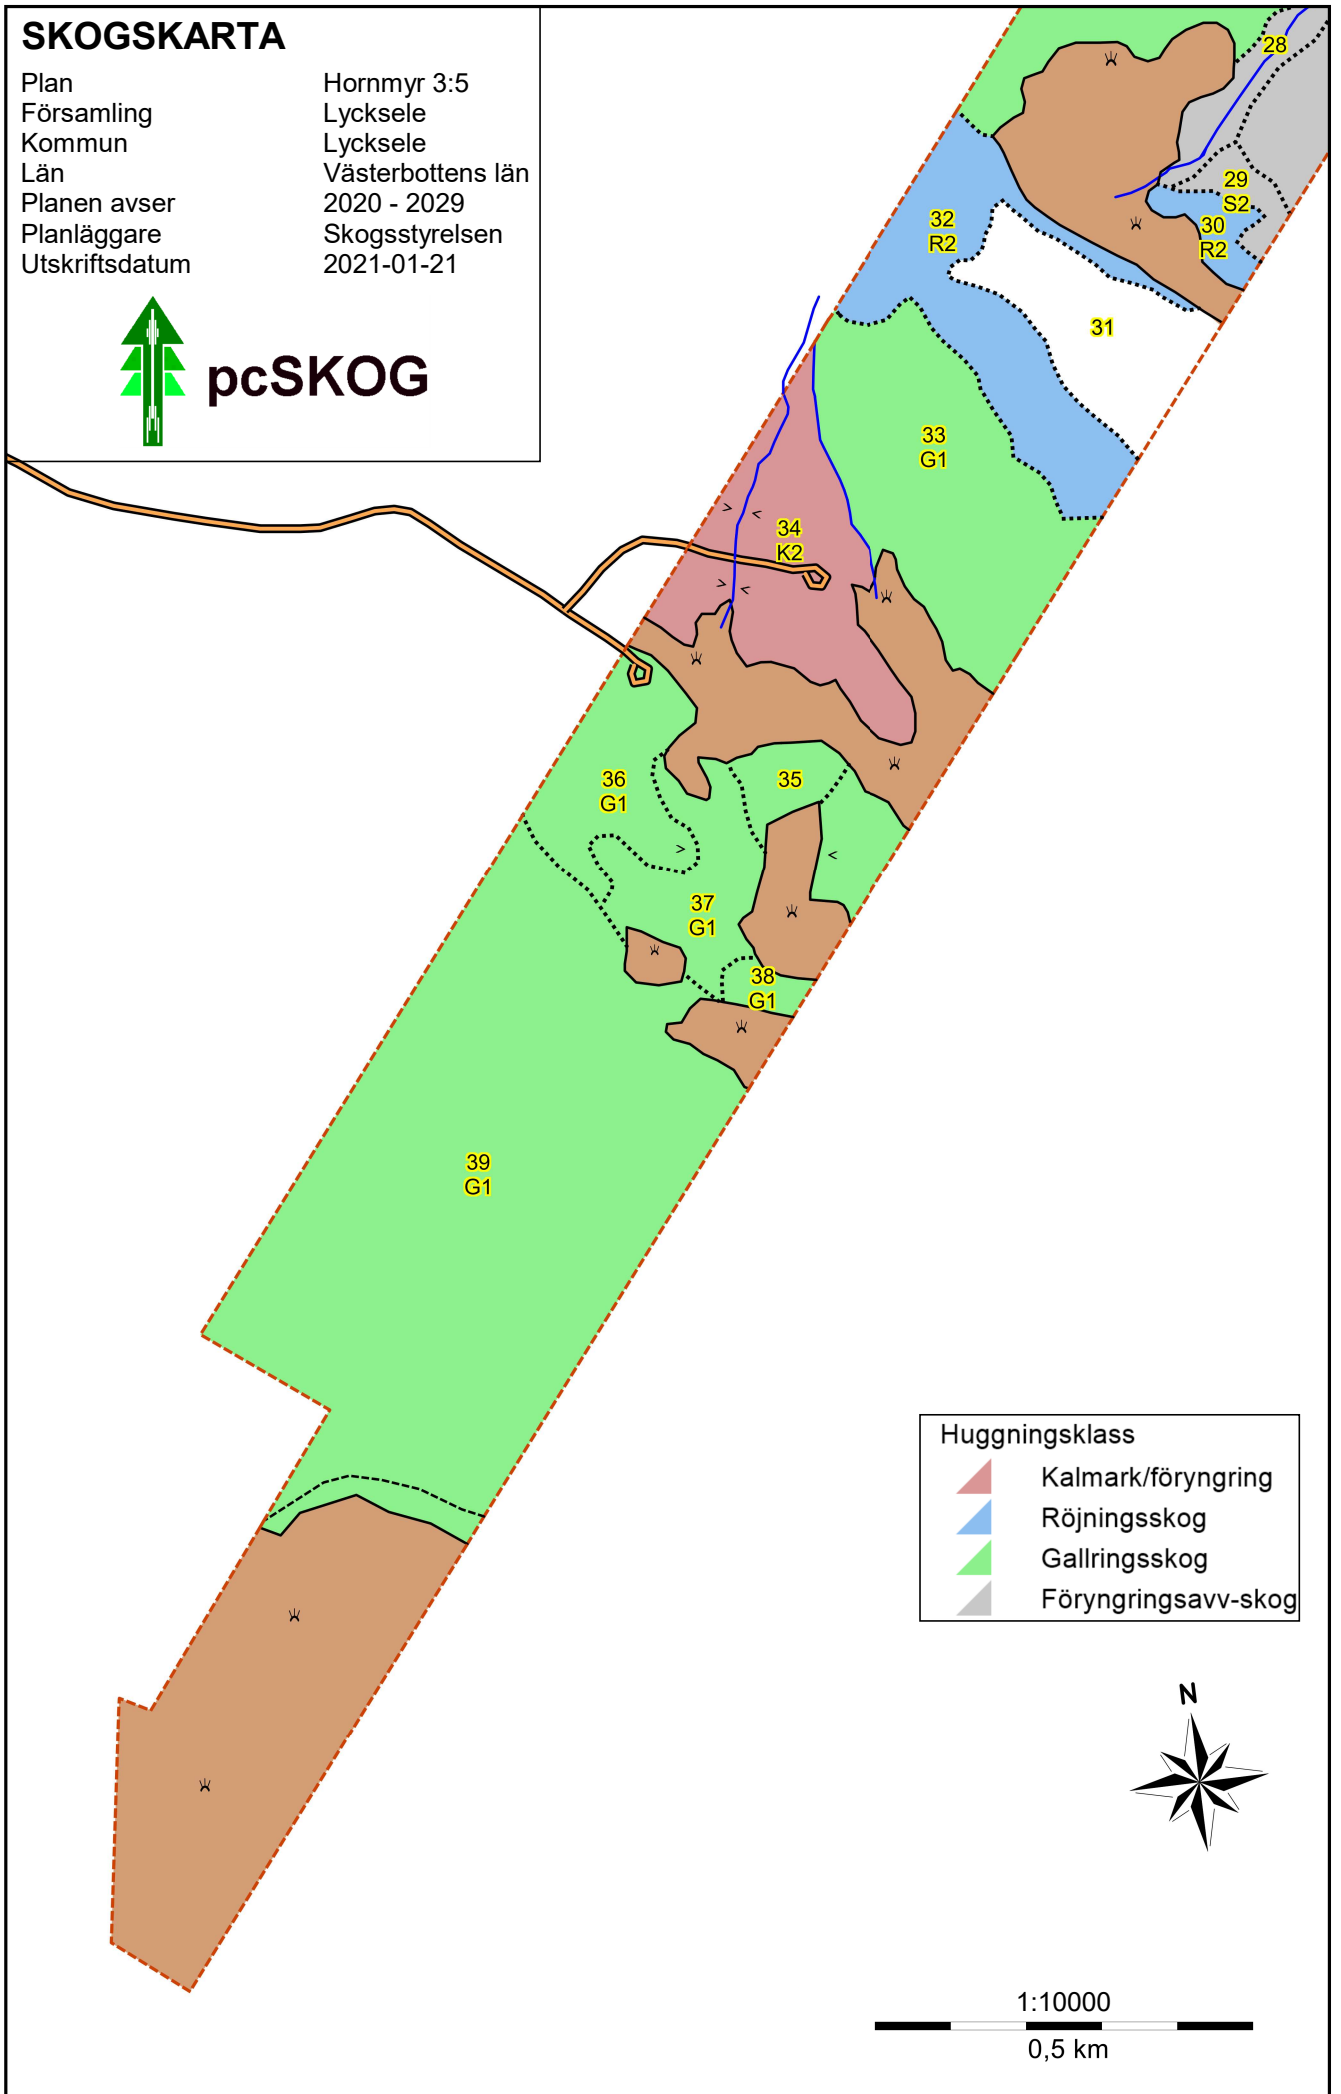 SKOGSKARTA
Plan Hornmyr 3:5
Församling Lycksele
Kommun Lycksele
Län Västerbottens län
Planen avser 2020 - 2029
Planläggare Skogsstyrelsen
Utskriftsdatum 2021-01-21
pcSKOG
28
29
S2
30
R2
32
R2
31
33
G1
34
K2
35
36
G1
37
G1
38
G1
39
G1
Huggningsklass
Kalmark/föryngring
Röjningsskog
Gallringsskog
Föryngringsavv-skog
N
1:10000
0,5 km